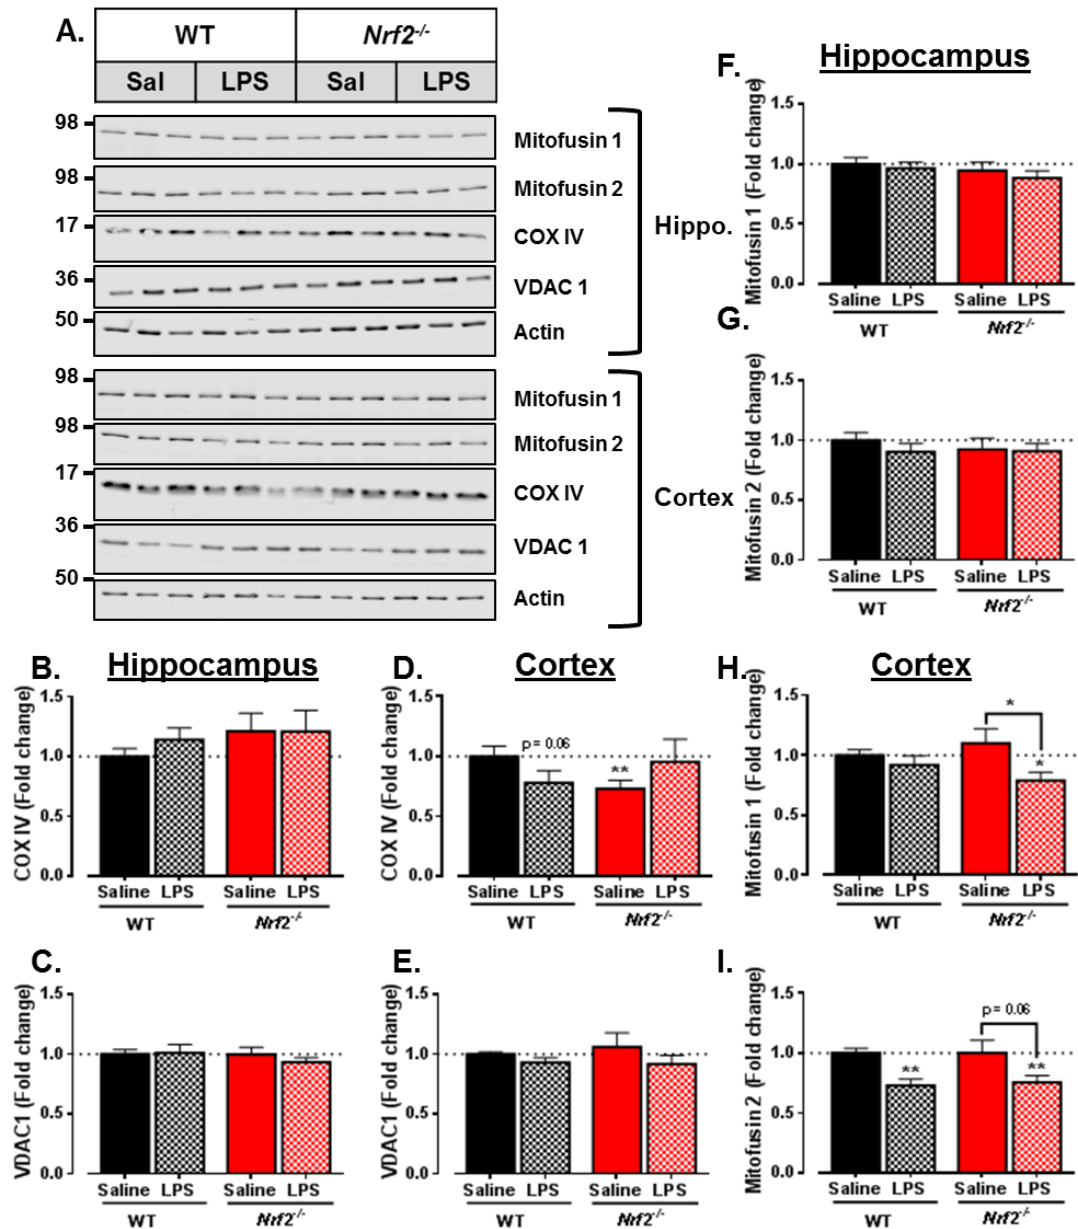 A.
WT Nrf2-/-
Sal LPS Sal LPS
98
Mitofusin 1
98
Mitofusin 2
17
COX IV
36
VDAC 1
50
Actin
Hippo.
98
Mitofusin 1
98
Mitofusin 2
17
COX IV
36
VDAC 1
50
Actin
Cortex
F. Hippocampus
Mitofusin 1 (Fold change)
1.5
1.0
0.5
0.0
Saline LPS Saline LPS
WT Nrf2-/-
G.
Mitofusin 2 (Fold change)
1.5
1.0
0.5
0.0
Saline LPS Saline LPS
WT Nrf2-/-
B. Hippocampus
COX IV (Fold change)
1.5
1.0
0.5
0.0
Saline LPS Saline LPS
WT Nrf2-/-
D. Cortex
COX IV (Fold change)
1.5
1.0
0.5
0.0
p = 0.06
**
Saline LPS Saline LPS
WT Nrf2-/-
H. Cortex
Mitofusin 1 (Fold change)
1.5
1.0
0.5
0.0
*
*
Saline LPS Saline LPS
WT Nrf2-/-
C.
VDAC1 (Fold change)
1.5
1.0
0.5
0.0
Saline LPS Saline LPS
WT Nrf2-/-
E.
VDAC1 (Fold change)
1.5
1.0
0.5
0.0
Saline LPS Saline LPS
WT Nrf2-/-
I.
Mitofusin 2 (Fold change)
1.5
1.0
0.5
0.0
p = 0.06
** **
Saline LPS Saline LPS
WT Nrf2-/-